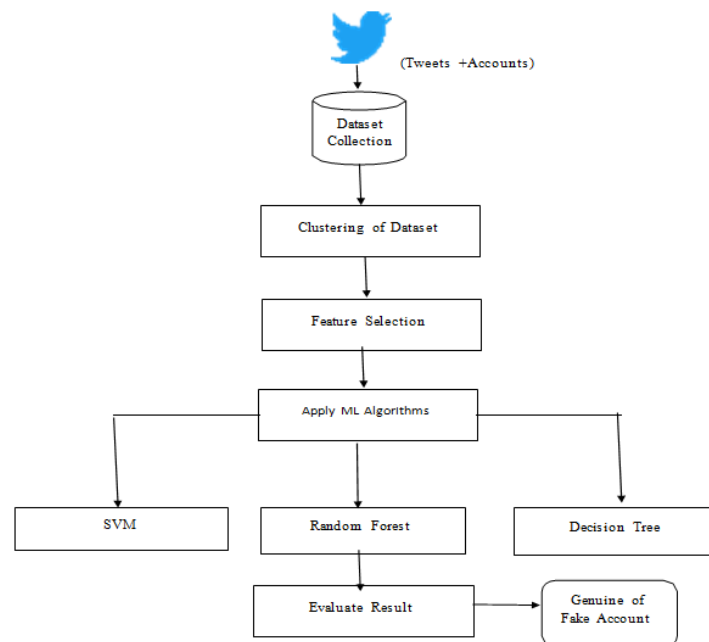 (Tweets +Accounts)
Dataset
Collection
Clustering of Dataset
Feature Selection
Apply ML Algorithms
SVM
Random Forest
Decision Tree
Evaluate Result
Genuine of
Fake Account